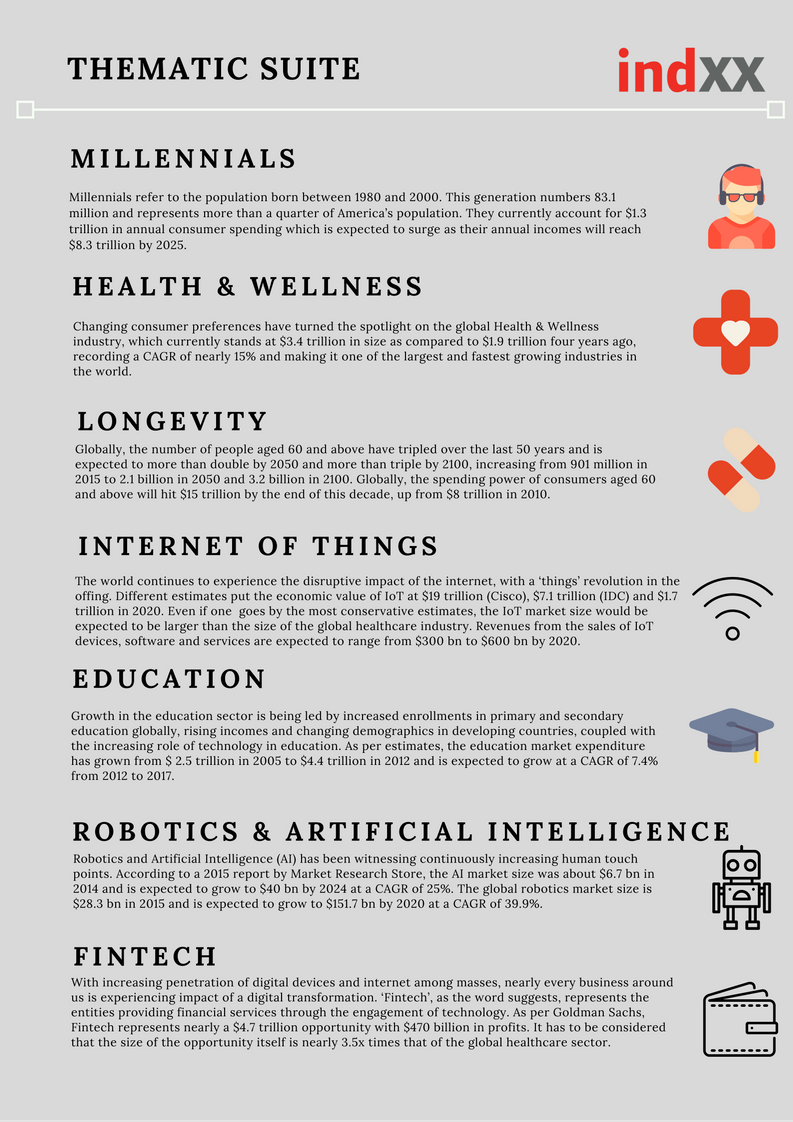 THEMATIC SUITE
indxx
MILLENNIALS
Millennials refer to the population born between 1980 and 2000. This generation numbers 83.1
million and represents more than a quarter of America's population. They currently account for $1.3
trillion in annual consumer spending which is expected to surge as their annual incomes will reach
$8.3 trillion by 2025.
HEALTH & WELLNESS
Changing consumer preferences have turned the spotlight on the global Health & Wellness
industry, which currently stands at $3.4 trillion in size as compared to $1.9 trillion four years ago,
recording a CAGR of nearly 15% and making it one of the largest and fastest growing industries in
the world.
LONGEVITY
Globally, the number of people aged 60 and above have tripled over the last 50 years and is
expected to more than double by 2050 and more than triple by 2100, increasing from 901 million in
2015 to 2.1 billion in 2050 and 3.2 billion in 2100. Globally, the spending power of consumers aged 60
and above will hit $15 trillion by the end of this decade, up from $8 trillion in 2010.
INTERNET OF THINGS
The world continues to experience the disruptive impact of the internet, with a ‘things’ revolution in the
offing. Different estimates put the economic value of IoT at $19 trillion (Cisco), $7.1 trillion (IDC) and $1.7
trillion in 2020. Even if one goes by the most conservative estimates, the IoT market size would be
expected to be larger than the size of the global healthcare industry. Revenues from the sales of IoT
devices, software and services are expected to range from $300 bn to $600 bn by 2020.
EDUCATION
Growth in the education sector is being led by increased enrollments in primary and secondary
education globally, rising incomes and changing demographics in developing countries, coupled with
the increasing role of technology in education. As per estimates, the education market expenditure
has grown from $ 2.5 trillion in 2005 to $4.4 trillion in 2012 and is expected to grow at a CAGR of 7.4%
from 2012 to 2017.
ROBOTICS & ARTIFICIAL INTELLIGENCE
Robotics and Artificial Intelligence (AI) has been witnessing continuously increasing human touch
points. According to a 2015 report by Market Research Store, the AI market size was about $6.7 bn in
2014 and is expected to grow to $40 bn by 2024 at a CAGR of 25%. The global robotics market size is
$28.3 bn in 2015 and is expected to grow to $151.7 bn by 2020 at a CAGR of 39.9%.
FINTECH
With increasing penetration of digital devices and internet among masses, nearly every business around
us is experiencing impact of a digital transformation. ‘Fintech’, as the word suggests, represents the
entities providing financial services through the engagement of technology. As per Goldman Sachs,
Fintech represents nearly a $4.7 trillion opportunity with $470 billion in profits. It has to be considered
that the size of the opportunity itself is nearly 3.5x times that of the global healthcare sector.